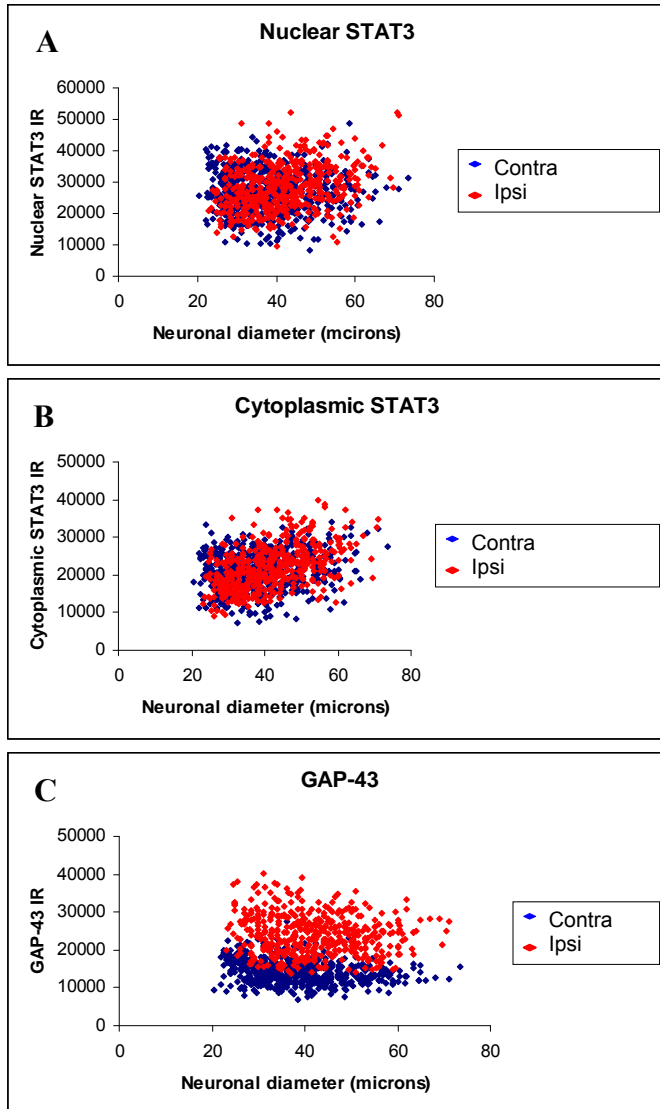 A
Nuclear STAT3
60000
50000
40000
30000
20000
10000
0
Nuclear STAT3 IR
0 20 40 60 80
Neuronal diameter (mcirons)
Contra
Ipsi
B
Cytoplasmic STAT3
50000
40000
30000
20000
10000
0
Cytoplasmic STAT3 IR
0 20 40 60 80
Neuronal diameter (microns)
Contra
Ipsi
C
GAP-43
50000
40000
30000
20000
10000
0
GAP-43 IR
0 20 40 60 80
Neuronal diameter (microns)
Contra
Ipsi